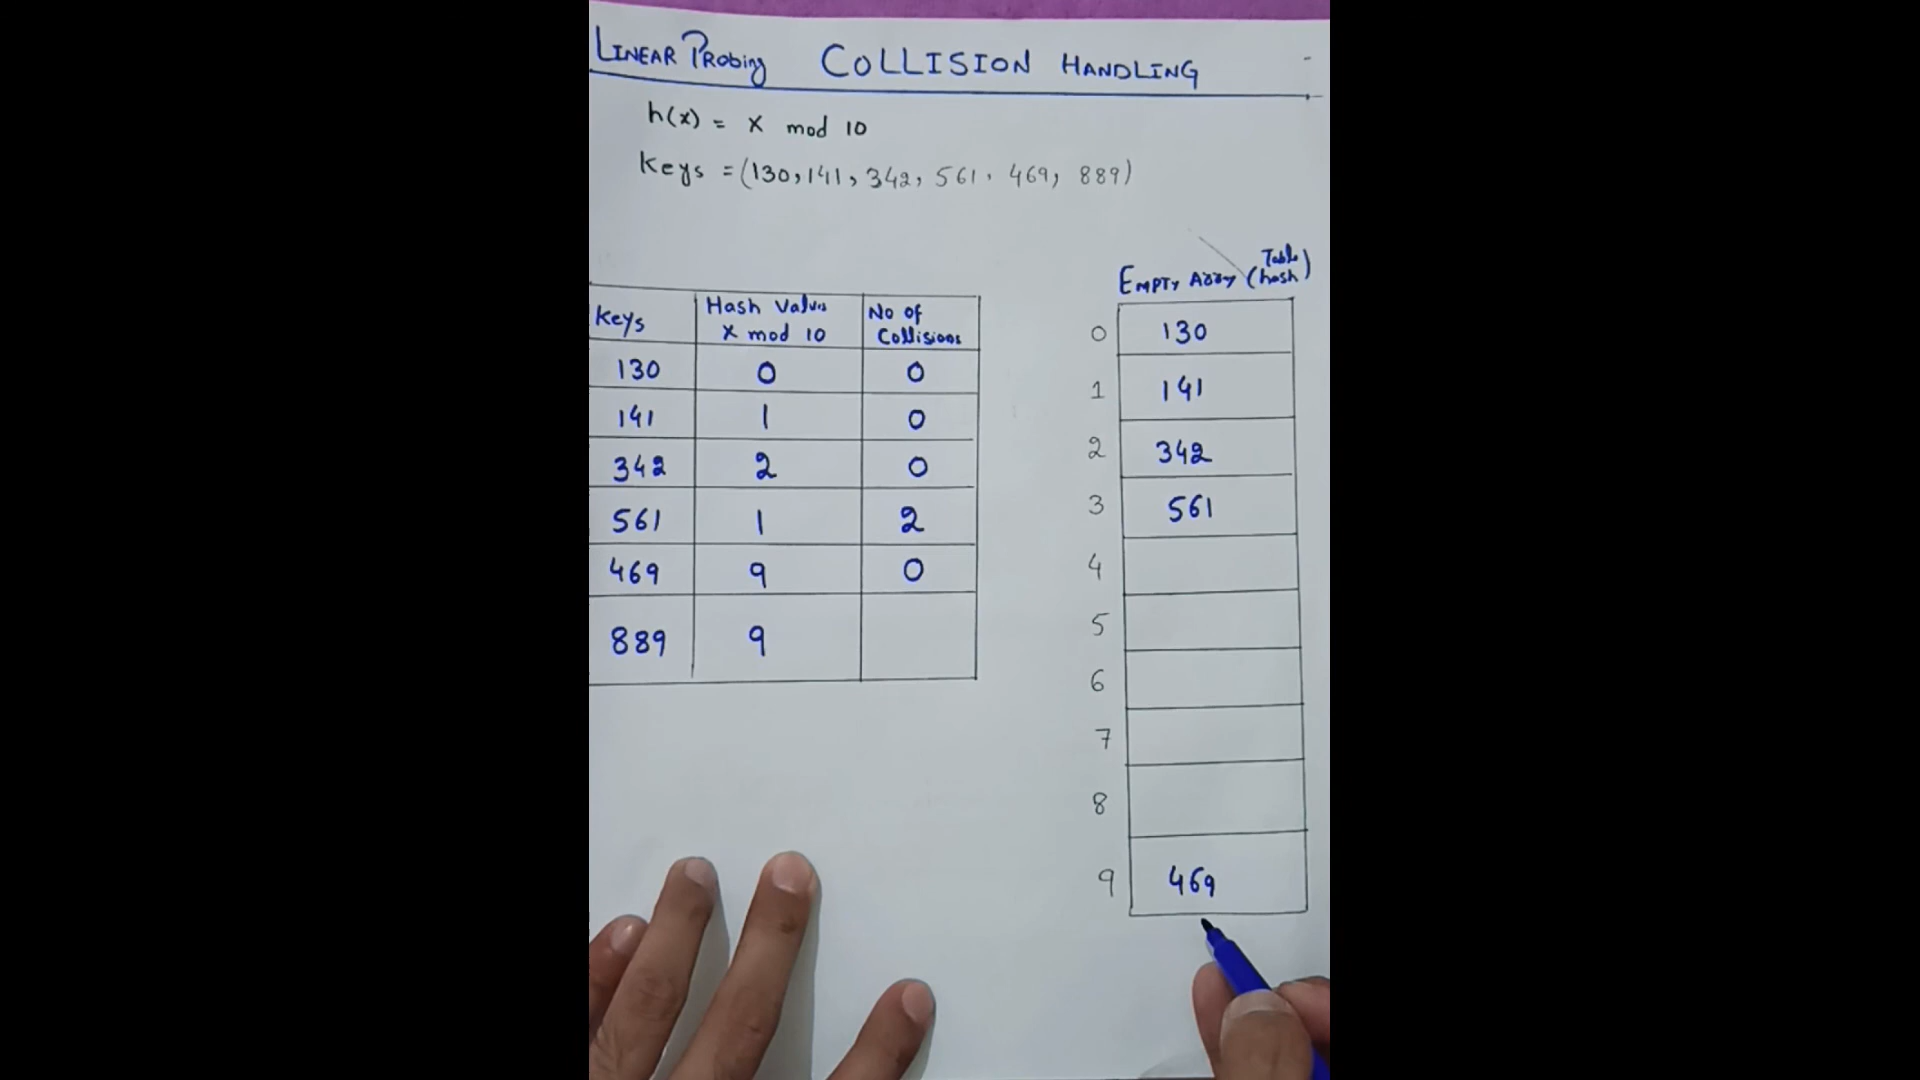 LINEAR Probing COLLISION HANDLING
h(x) = X mod 10
Keys = (130, 141, 342, 561, 469, 889)
Keys Hash Values X mod 10 No of Collisions
130 0 0
141 1 0
342 2 0
561 1 2
469 9 0
889 9
Table
EMPTY Array (hash)
0 130
1 141
2 342
3 561
4
5
6
7
8
9 469